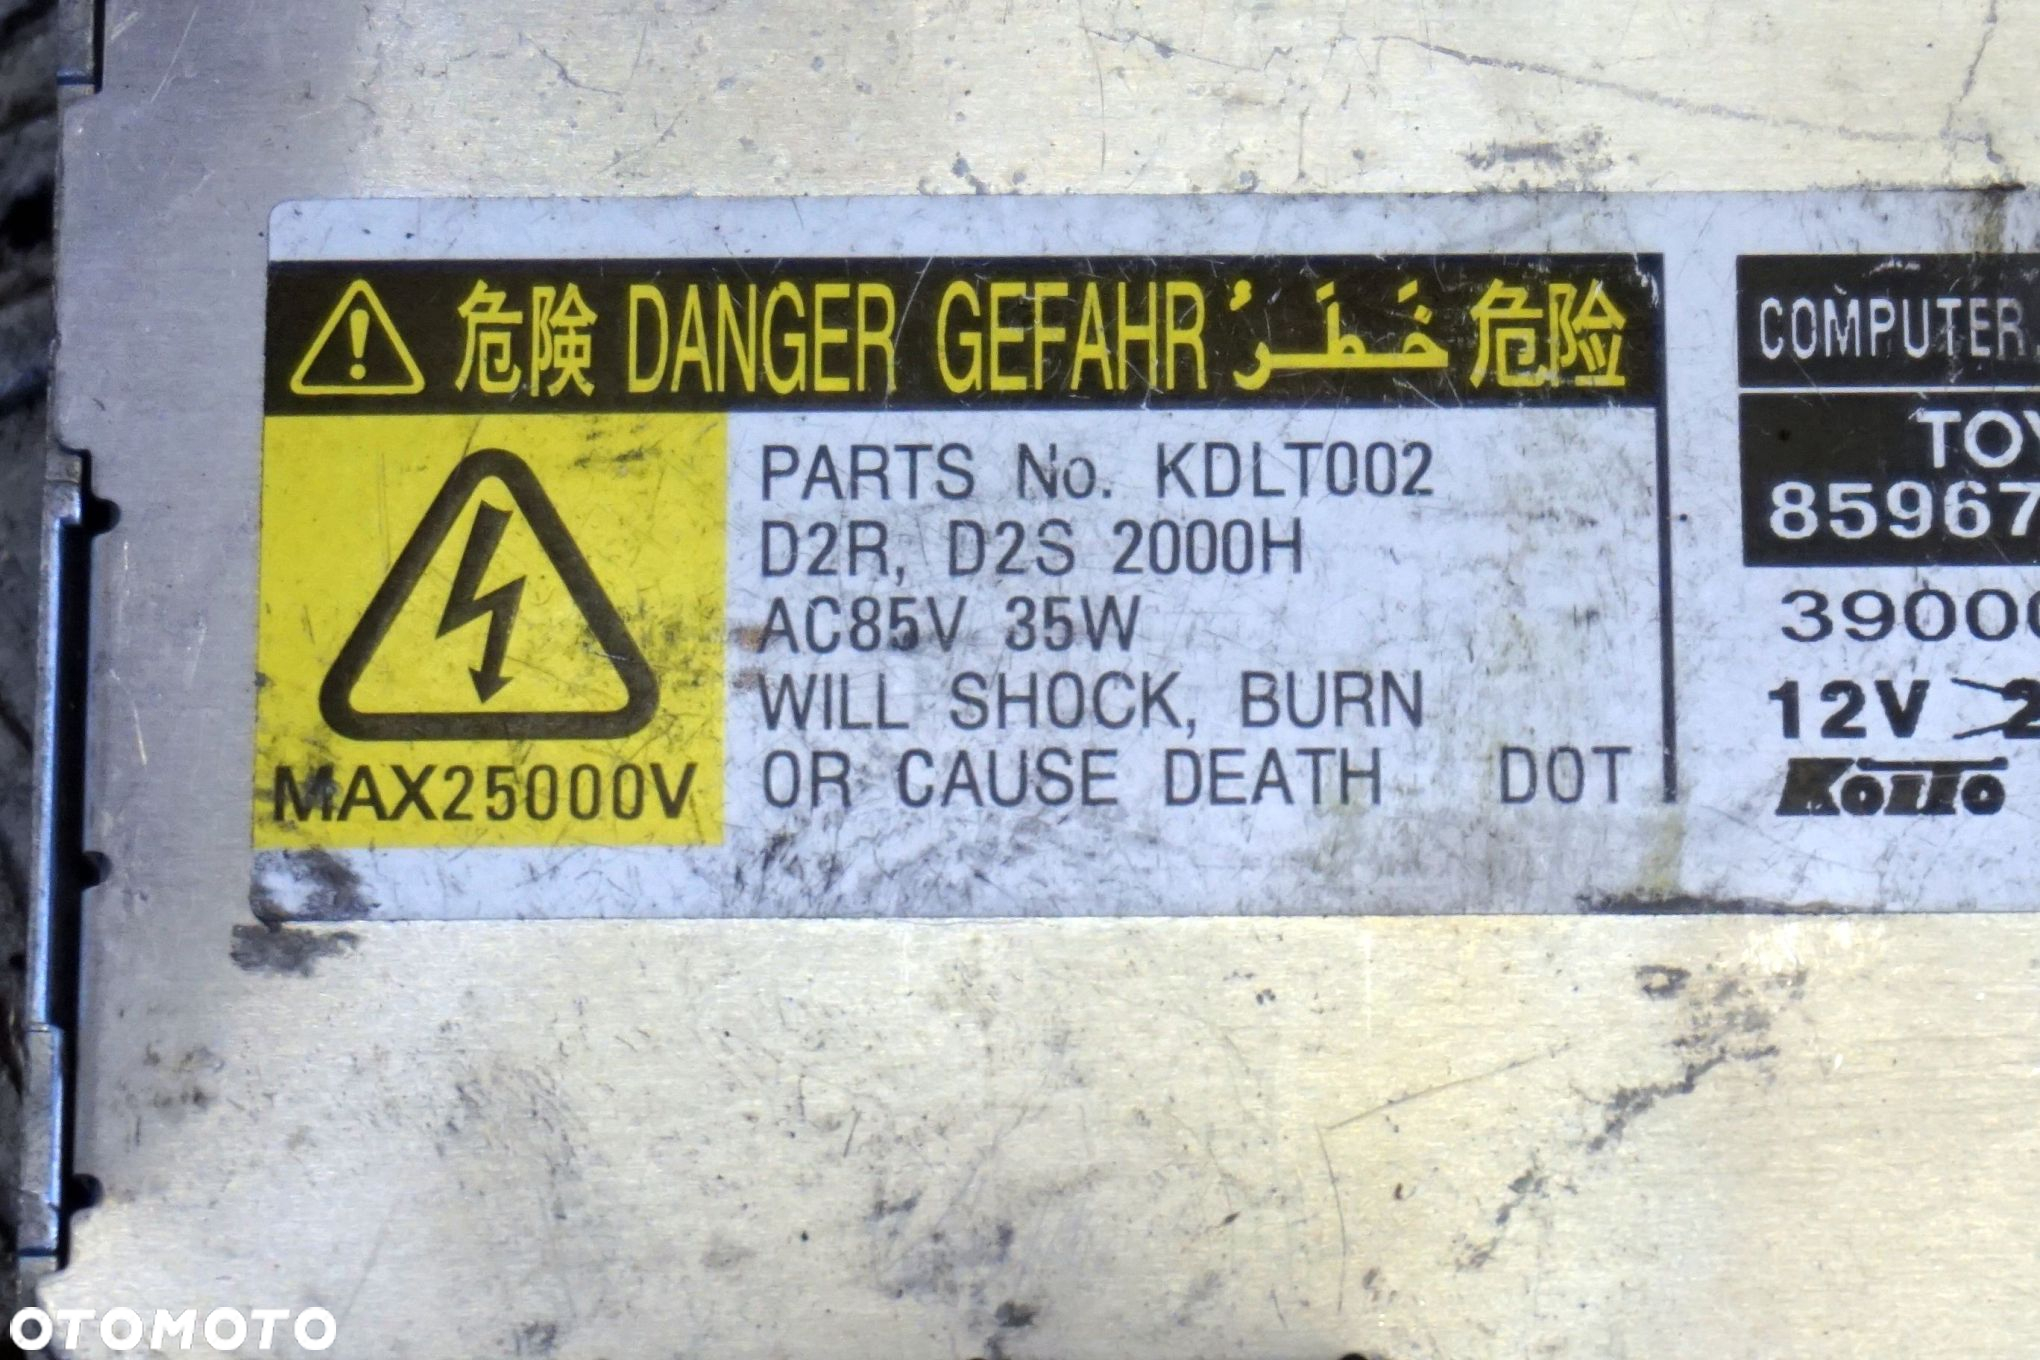 危険 DANGER GEFAHR خَطَرٌ 危险
MAX25000V
PARTS No. KDLT002
D2R, D2S 2000H
AC85V 35W
WILL SHOCK, BURN
OR CAUSE DEATH DOT
COMPUTER
TOY
85967
3900
12V
KOITO
OTOMOTO